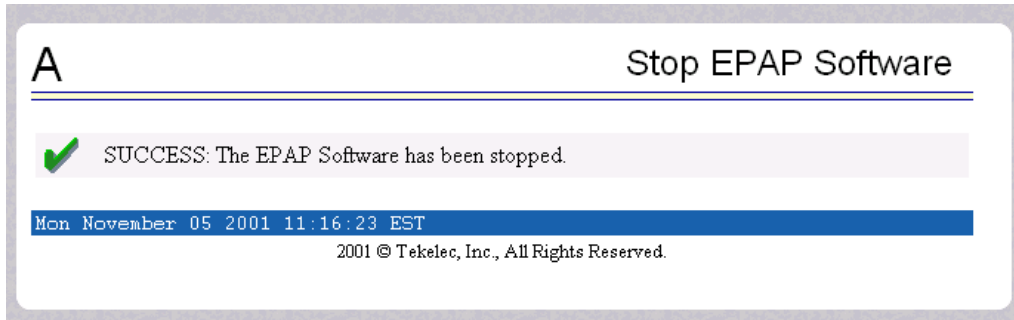 A
Stop EPAP Software
SUCCESS: The EPAP Software has been stopped.
Mon November 05 2001 11:16:23 EST
2001 © Tekelec, Inc., All Rights Reserved.